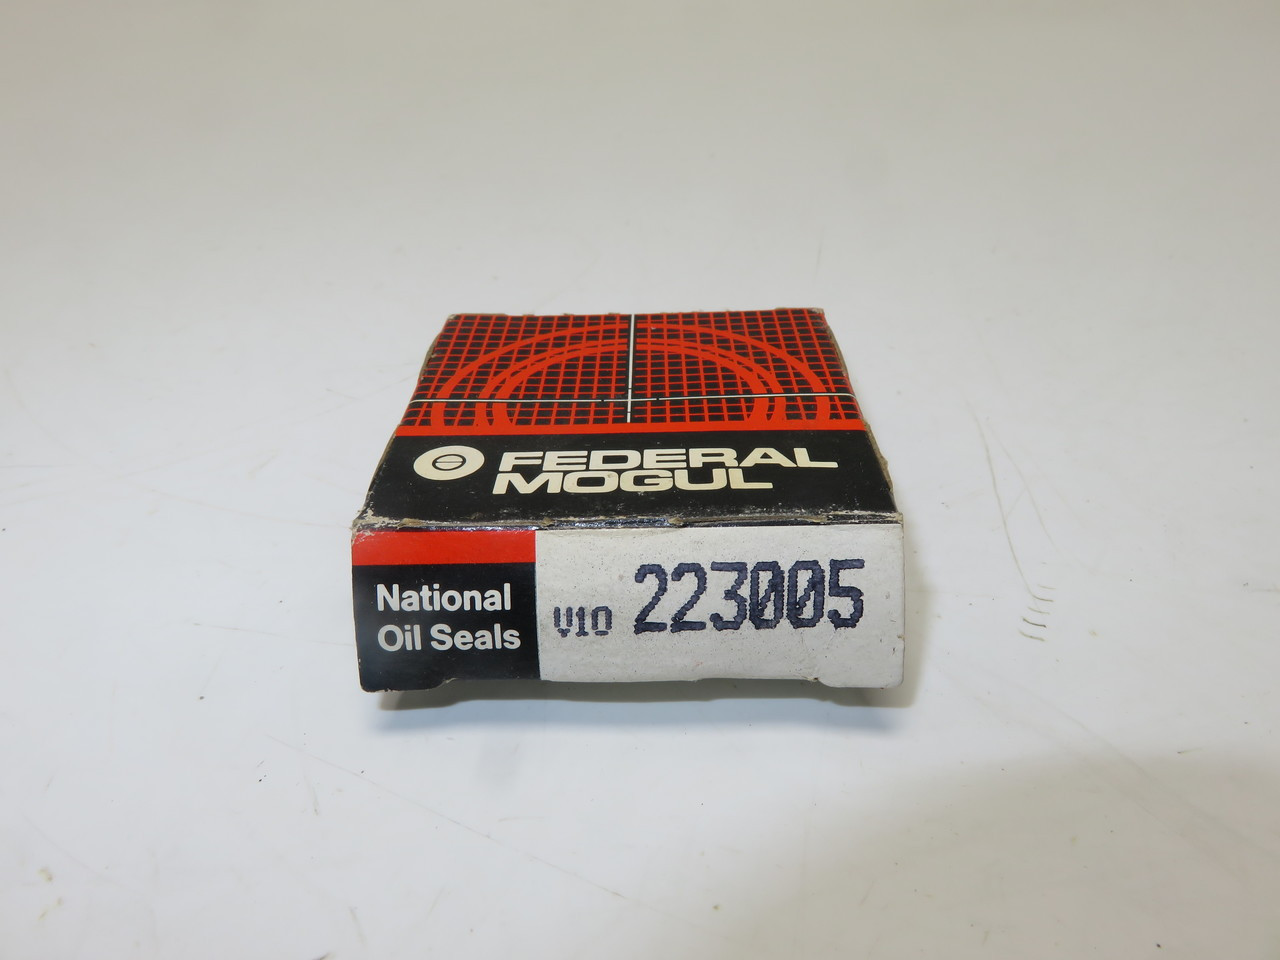 FEDERAL
MOGUL
National
Oil Seals
V10 223005